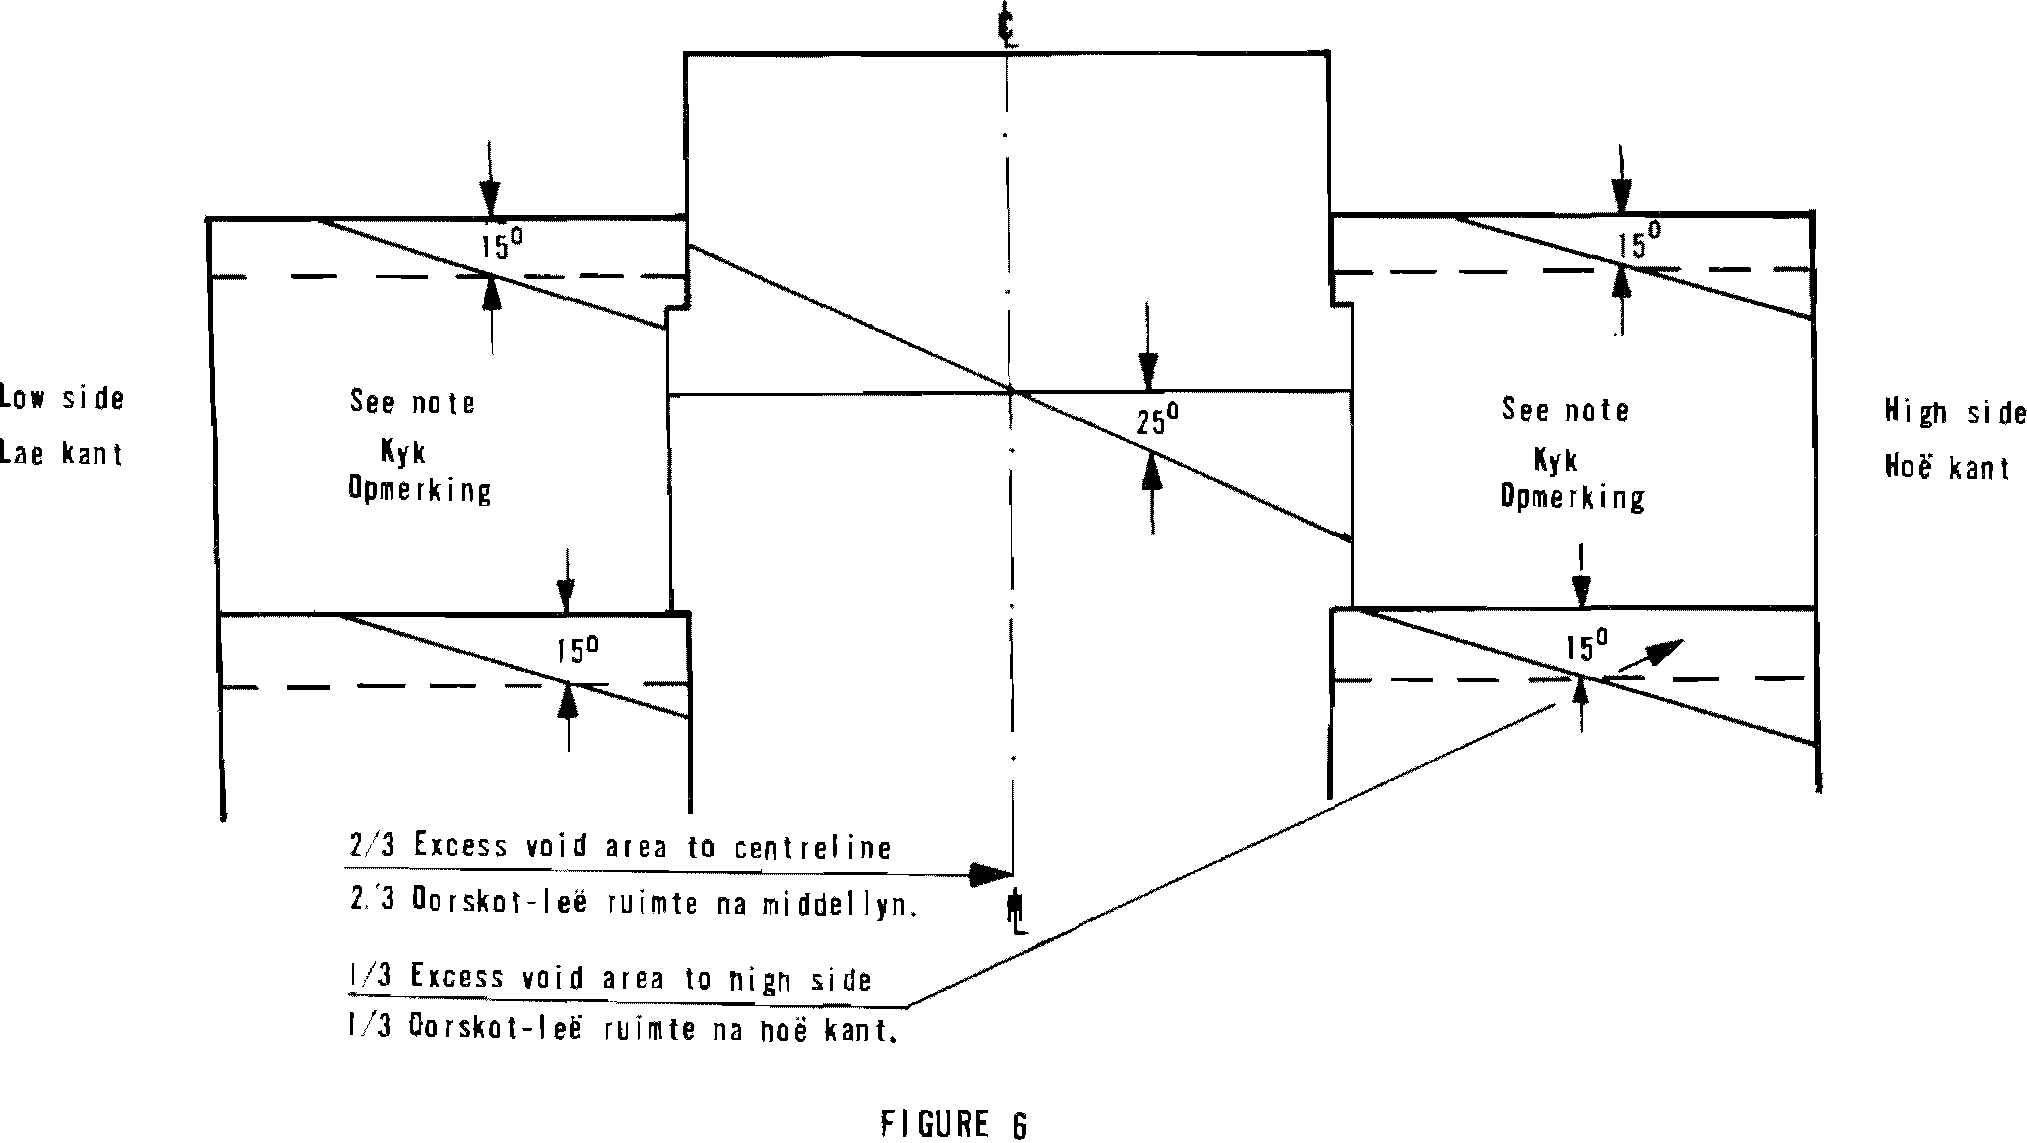 ℄
15⁰
15⁰
25⁰
Low side
Lae kant
See note
Kyk
Opmerking
See note
Kyk
Opmerking
High side
Hoë kant
15⁰
15⁰
2/3 Excess void area to centreline
2/3 Oorskot-leë ruimte na middellyn.
1/3 Excess void area to high side
1/3 Oorskot-leë ruimte na hoë kant.
FIGURE 6